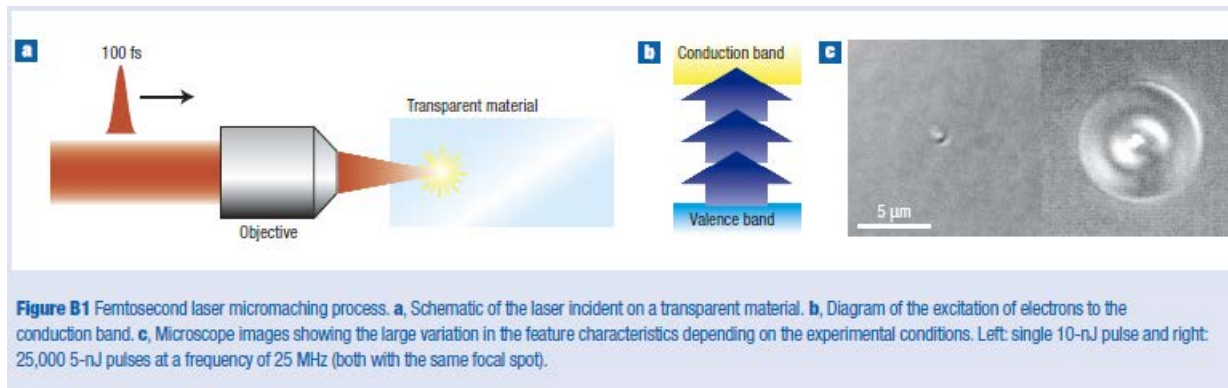 a
100 fs
Transparent material
Objective
b
Conduction band
Valence band
c
5 μm
Figure B1 Femtosecond laser micromaching process. a, Schematic of the laser incident on a transparent material. b, Diagram of the excitation of electrons to the
conduction band. c, Microscope images showing the large variation in the feature characteristics depending on the experimental conditions. Left: single 10-nJ pulse and right:
25,000 5-nJ pulses at a frequency of 25 MHz (both with the same focal spot).